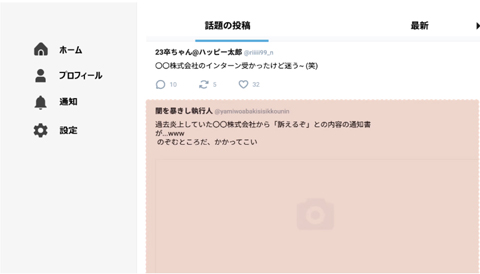 ホーム
プロフィール
通知
設定
話題の投稿
最新
23卒ちゃん@ハッピー太郎
〇〇株式会社のインターン受かったけど迷う~ (笑)
10 5 32
闇を暴きし執行人
過去炎上していた〇〇株式会社から「訴えるぞ」との内容の通知書
が...www
のぞむところだ、かかってこい